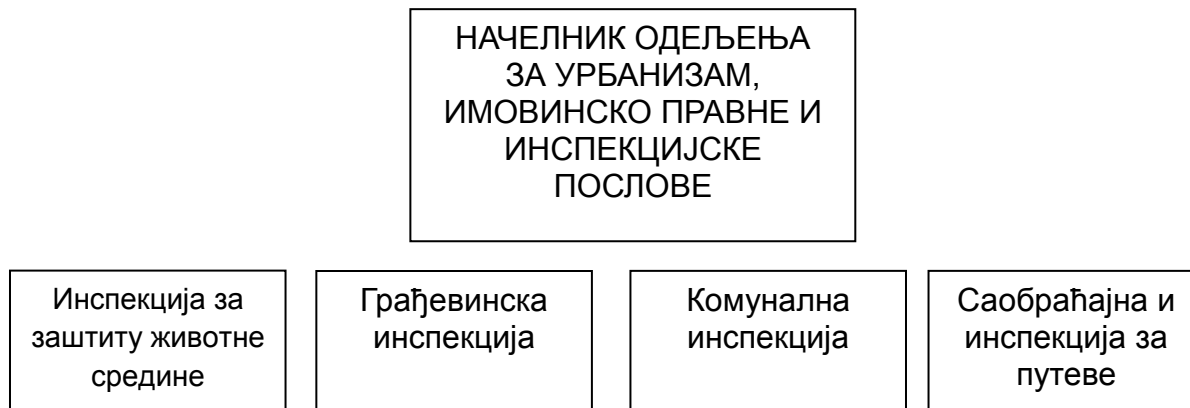 НАЧЕЛНИК ОДЕЉЕЊА
ЗА УРБАНИЗАМ,
ИМОВИНСКО ПРАВНЕ И
ИНСПЕКЦИЈСКЕ
ПОСЛОВЕ
Инспекција за
заштиту животне
средине
Грађевинска
инспекција
Комунална
инспекција
Саобраћајна и
инспекција за
путеве